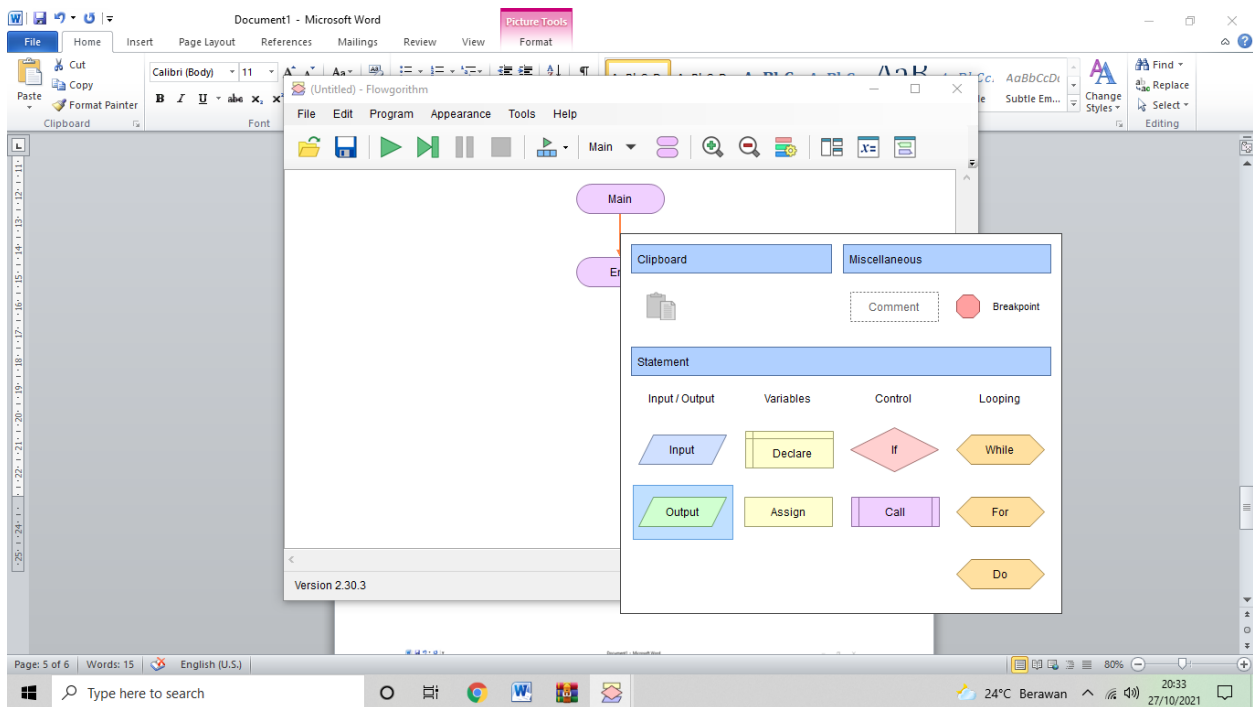 Document1 - Microsoft Word
Picture Tools
File Home Insert Page Layout References Mailings Review View Format
Cut
Copy
Format Painter
Paste
Clipboard
Calibri (Body) 11
B I U abc x, x
Font
AaBbCcDc
Subtle Em...
Change
Styles
Find
Replace
Select
Editing
(Untitled) - Flowgorithm
File Edit Program Appearance Tools Help
Main
Main
Clipboard
Miscellaneous
Comment
Breakpoint
Statement
Input / Output
Variables
Control
Looping
Input
Declare
If
While
Output
Assign
Call
For
Do
Version 2.30.3
Page: 5 of 6
Words: 15
English (U.S.)
80%
Type here to search
24°C Berawan
20:33
27/10/2021